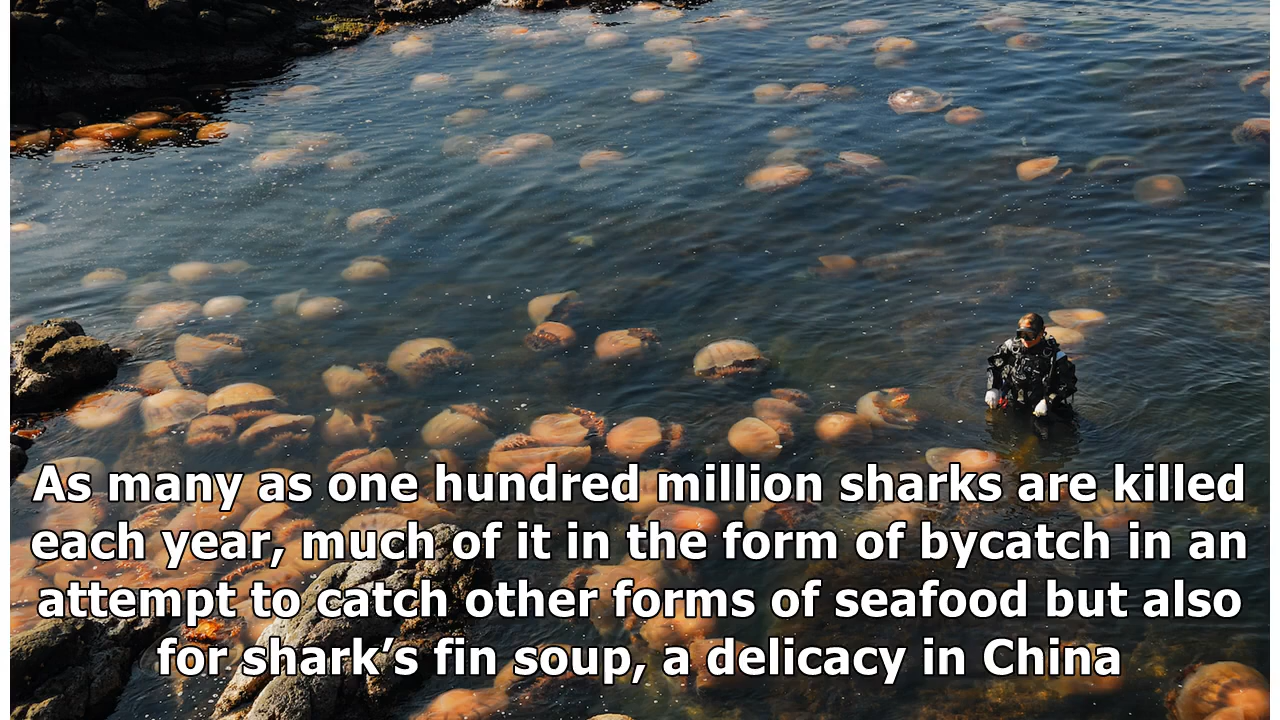 As many as one hundred million sharks are killed
each year, much of it in the form of bycatch in an
attempt to catch other forms of seafood but also
for shark’s fin soup, a delicacy in China